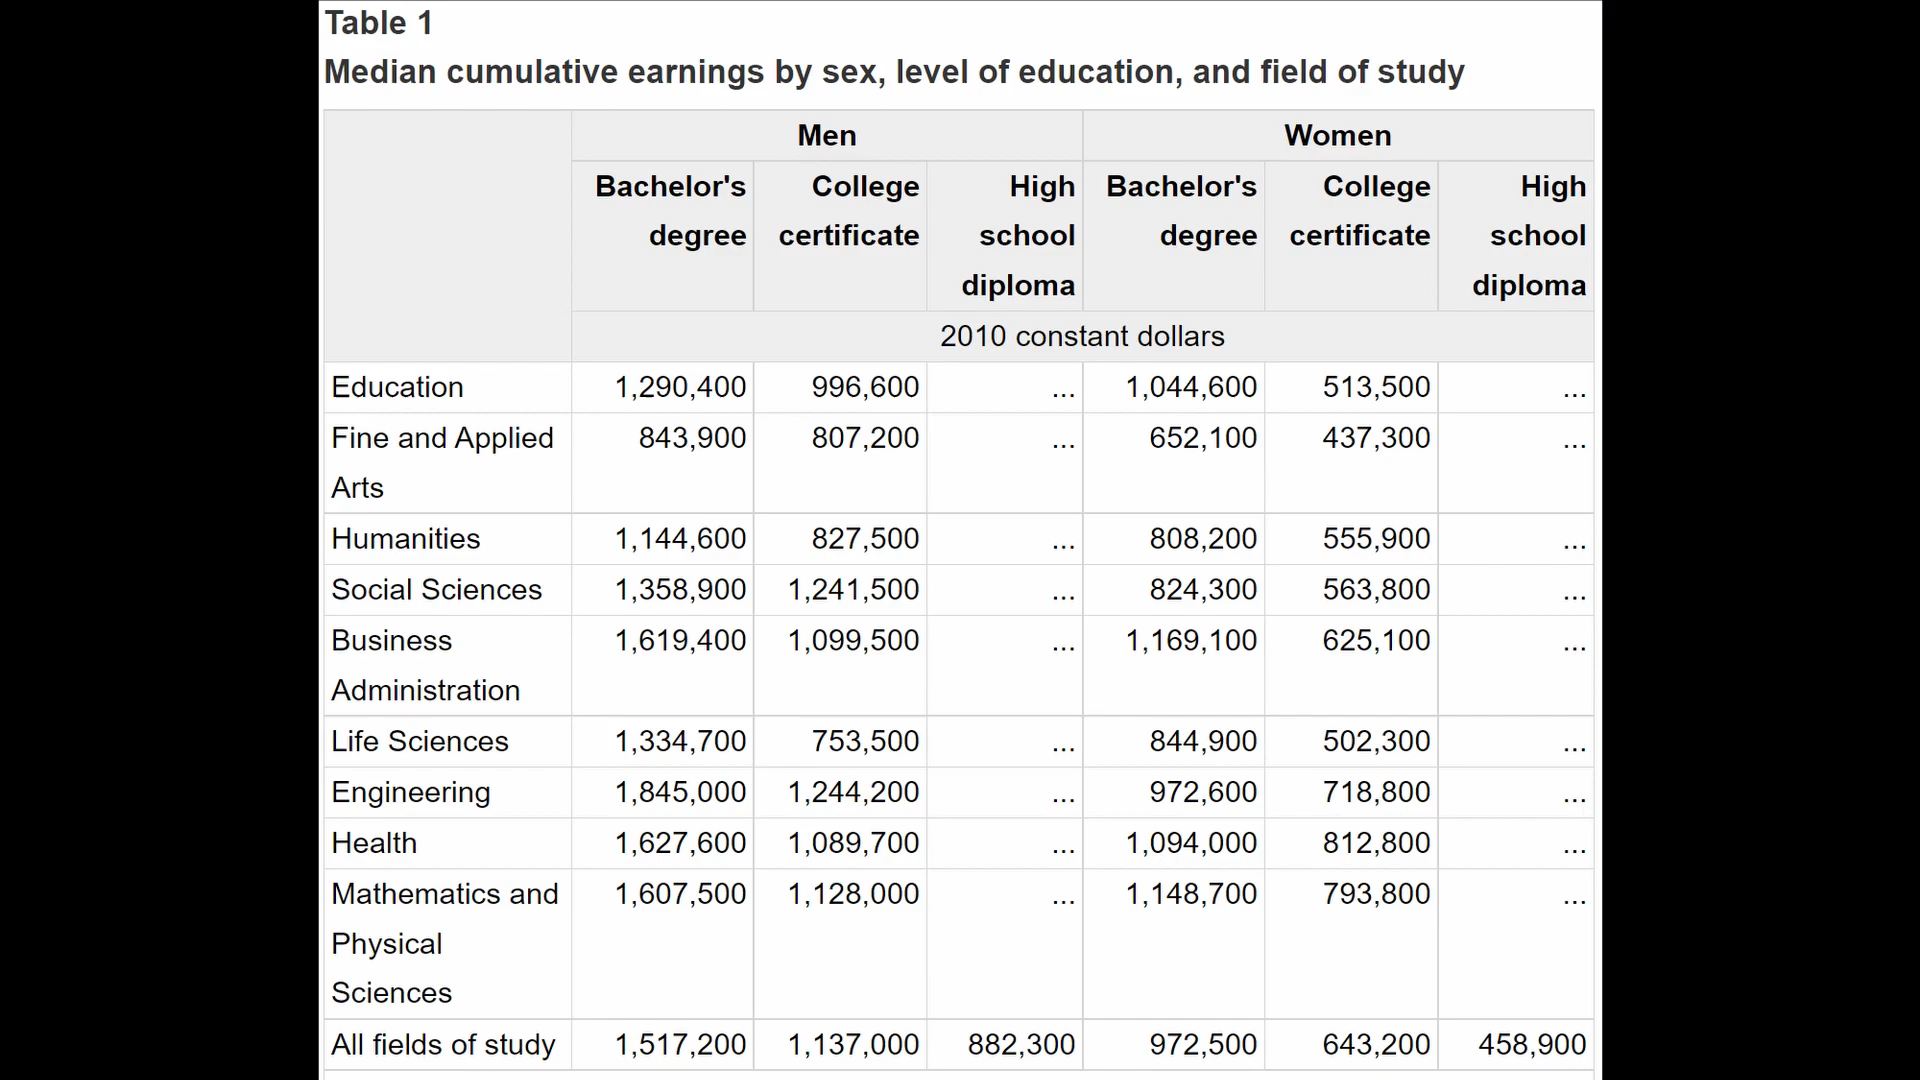 Table 1
Median cumulative earnings by sex, level of education, and field of study
Men Women
Bachelor's degree College certificate High school diploma Bachelor's degree College certificate High school diploma
2010 constant dollars
Education 1,290,400 996,600 ... 1,044,600 513,500 ...
Fine and Applied Arts 843,900 807,200 ... 652,100 437,300 ...
Humanities 1,144,600 827,500 ... 808,200 555,900 ...
Social Sciences 1,358,900 1,241,500 ... 824,300 563,800 ...
Business Administration 1,619,400 1,099,500 ... 1,169,100 625,100 ...
Life Sciences 1,334,700 753,500 ... 844,900 502,300 ...
Engineering 1,845,000 1,244,200 ... 972,600 718,800 ...
Health 1,627,600 1,089,700 ... 1,094,000 812,800 ...
Mathematics and Physical Sciences 1,607,500 1,128,000 ... 1,148,700 793,800 ...
All fields of study 1,517,200 1,137,000 882,300 972,500 643,200 458,900